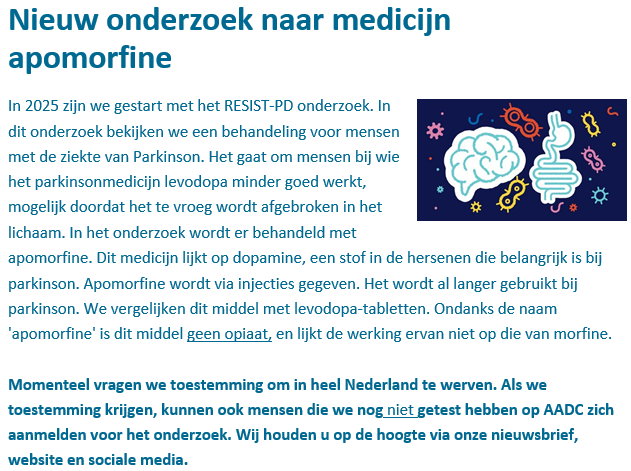 Nieuw onderzoek naar medicijn
apomorfine
In 2025 zijn we gestart met het RESIST-PD onderzoek. In
dit onderzoek bekijken we een behandeling voor mensen
met de ziekte van Parkinson. Het gaat om mensen bij wie
het parkinsonmedicijn levodopa minder goed werkt,
mogelijk doordat het te vroeg wordt afgebroken in het
lichaam. In het onderzoek wordt er behandeld met
apomorfine. Dit medicijn lijkt op dopamine, een stof in de hersenen die belangrijk is bij
parkinson. Apomorfine wordt via injecties gegeven. Het wordt al langer gebruikt bij
parkinson. We vergelijken dit middel met levodopa-tabletten. Ondanks de naam
'apomorfine' is dit middel geen opiaat, en lijkt de werking ervan niet op die van morfine.
Momenteel vragen we toestemming om in heel Nederland te werven. Als we
toestemming krijgen, kunnen ook mensen die we nog niet getest hebben op AADC zich
aanmelden voor het onderzoek. Wij houden u op de hoogte via onze nieuwsbrief,
website en sociale media.